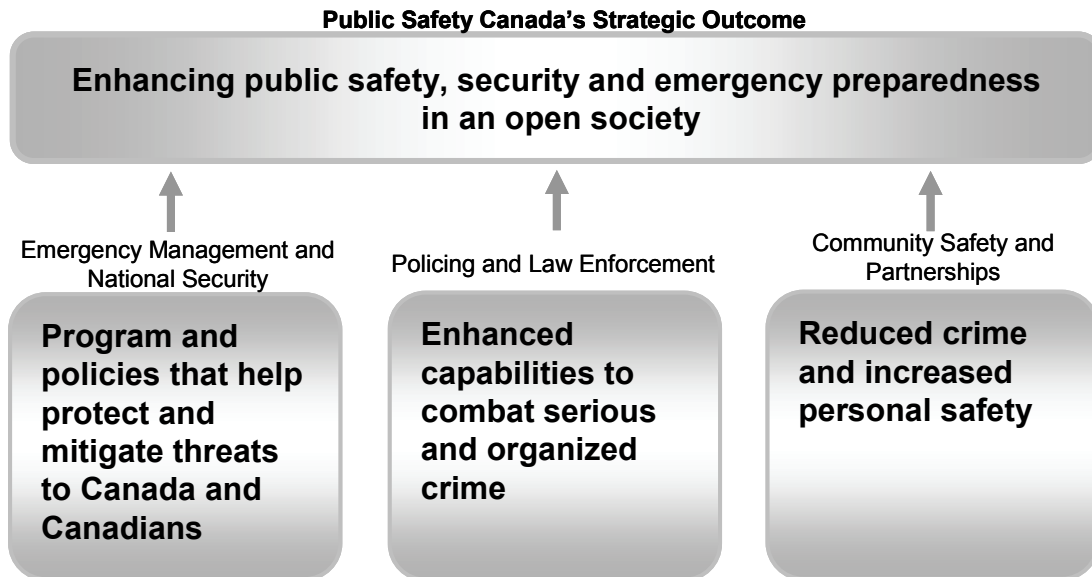 Public Safety Canada's Strategic Outcome
Enhancing public safety, security and emergency preparedness
in an open society
Emergency Management and
National Security
Program and
policies that help
protect and
mitigate threats
to Canada and
Canadians
Policing and Law Enforcement
Enhanced
capabilities to
combat serious
and organized
crime
Community Safety and
Partnerships
Reduced crime
and increased
personal safety